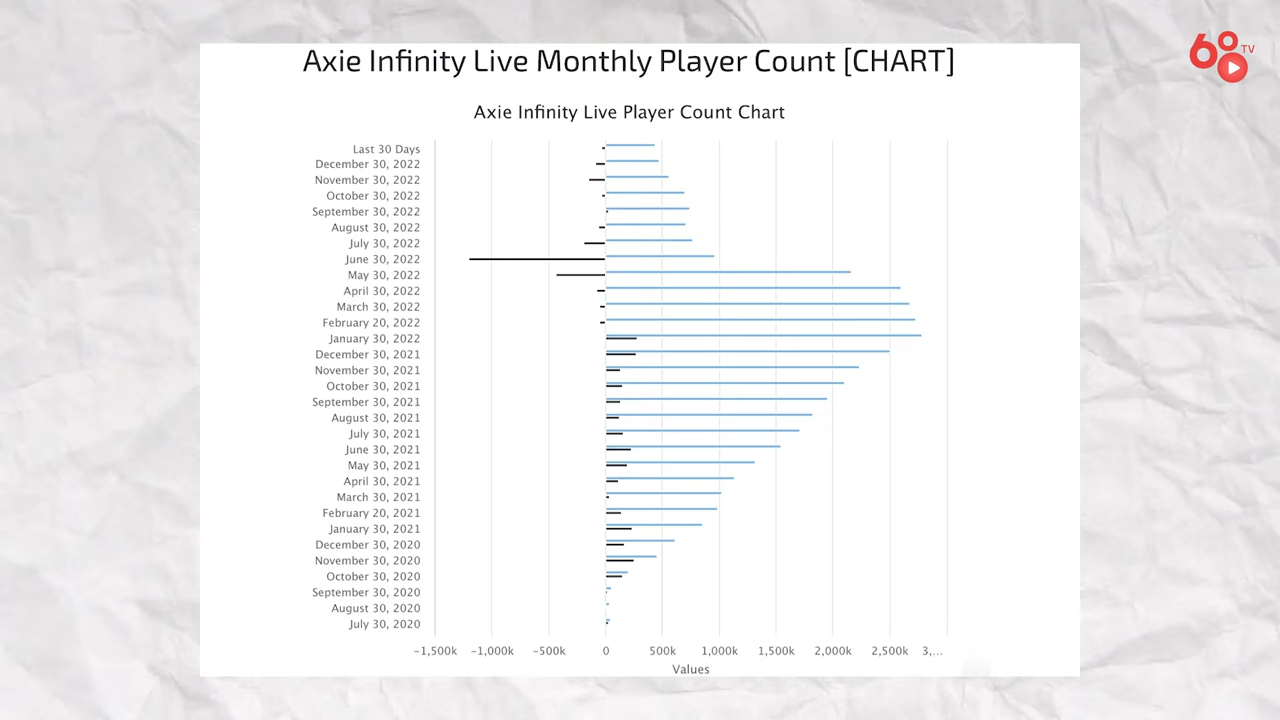 Axie Infinity Live Monthly Player Count [CHART]
68 TV
Axie Infinity Live Player Count Chart
Last 30 Days
December 30, 2022
November 30, 2022
October 30, 2022
September 30, 2022
August 30, 2022
July 30, 2022
June 30, 2022
May 30, 2022
April 30, 2022
March 30, 2022
February 20, 2022
January 30, 2022
December 30, 2021
November 30, 2021
October 30, 2021
September 30, 2021
August 30, 2021
July 30, 2021
June 30, 2021
May 30, 2021
April 30, 2021
March 30, 2021
February 20, 2021
January 30, 2021
December 30, 2020
November 30, 2020
October 30, 2020
September 30, 2020
August 30, 2020
July 30, 2020
−1,500k −1,000k −500k 0 500k 1,000k 1,500k 2,000k 2,500k 3,...
Values